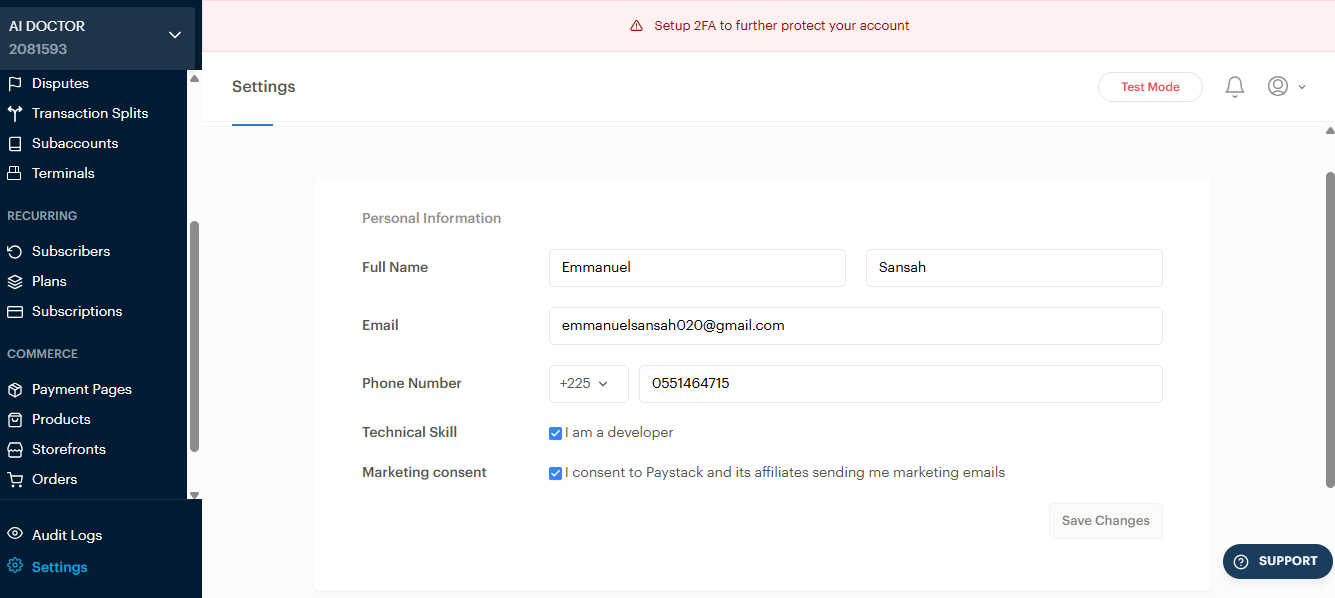 AI DOCTOR
2081593
Disputes
Transaction Splits
Subaccounts
Terminals
RECURRING
Subscribers
Plans
Subscriptions
COMMERCE
Payment Pages
Products
Storefronts
Orders
Audit Logs
Settings
Setup 2FA to further protect your account
Settings
Test Mode
Personal Information
Full Name Emmanuel Sansah
Email emmanuelsansah020@gmail.com
Phone Number +225 0551464715
Technical Skill I am a developer
Marketing consent I consent to Paystack and its affiliates sending me marketing emails
Save Changes
SUPPORT